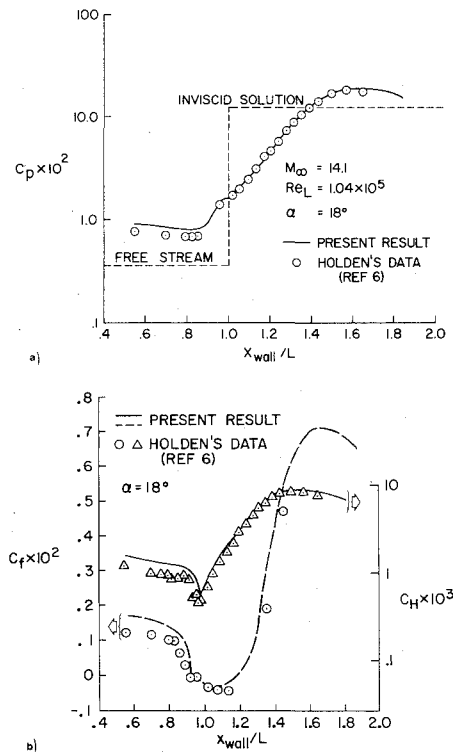 a)
100
10.0
1.0
.1
Cp×10²
INVISCID SOLUTION
M∞ = 14.1
ReL = 1.04×10⁵
α = 18°
PRESENT RESULT
FREE STREAM
HOLDEN'S DATA
(REF 6)
.4 .6 .8 1.0 1.2 1.4 1.6 1.8 2.0
Xwall/L
a)
.8
.7
.6
.5
.4
.3
.2
.1
0
-.1
Cf×10²
PRESENT RESULT
HOLDEN'S DATA
(REF 6)
α=18°
10
1
.1
CH×10³
.4 .6 .8 1.0 1.2 1.4 1.6 1.8 2.0
Xwall/L
b)